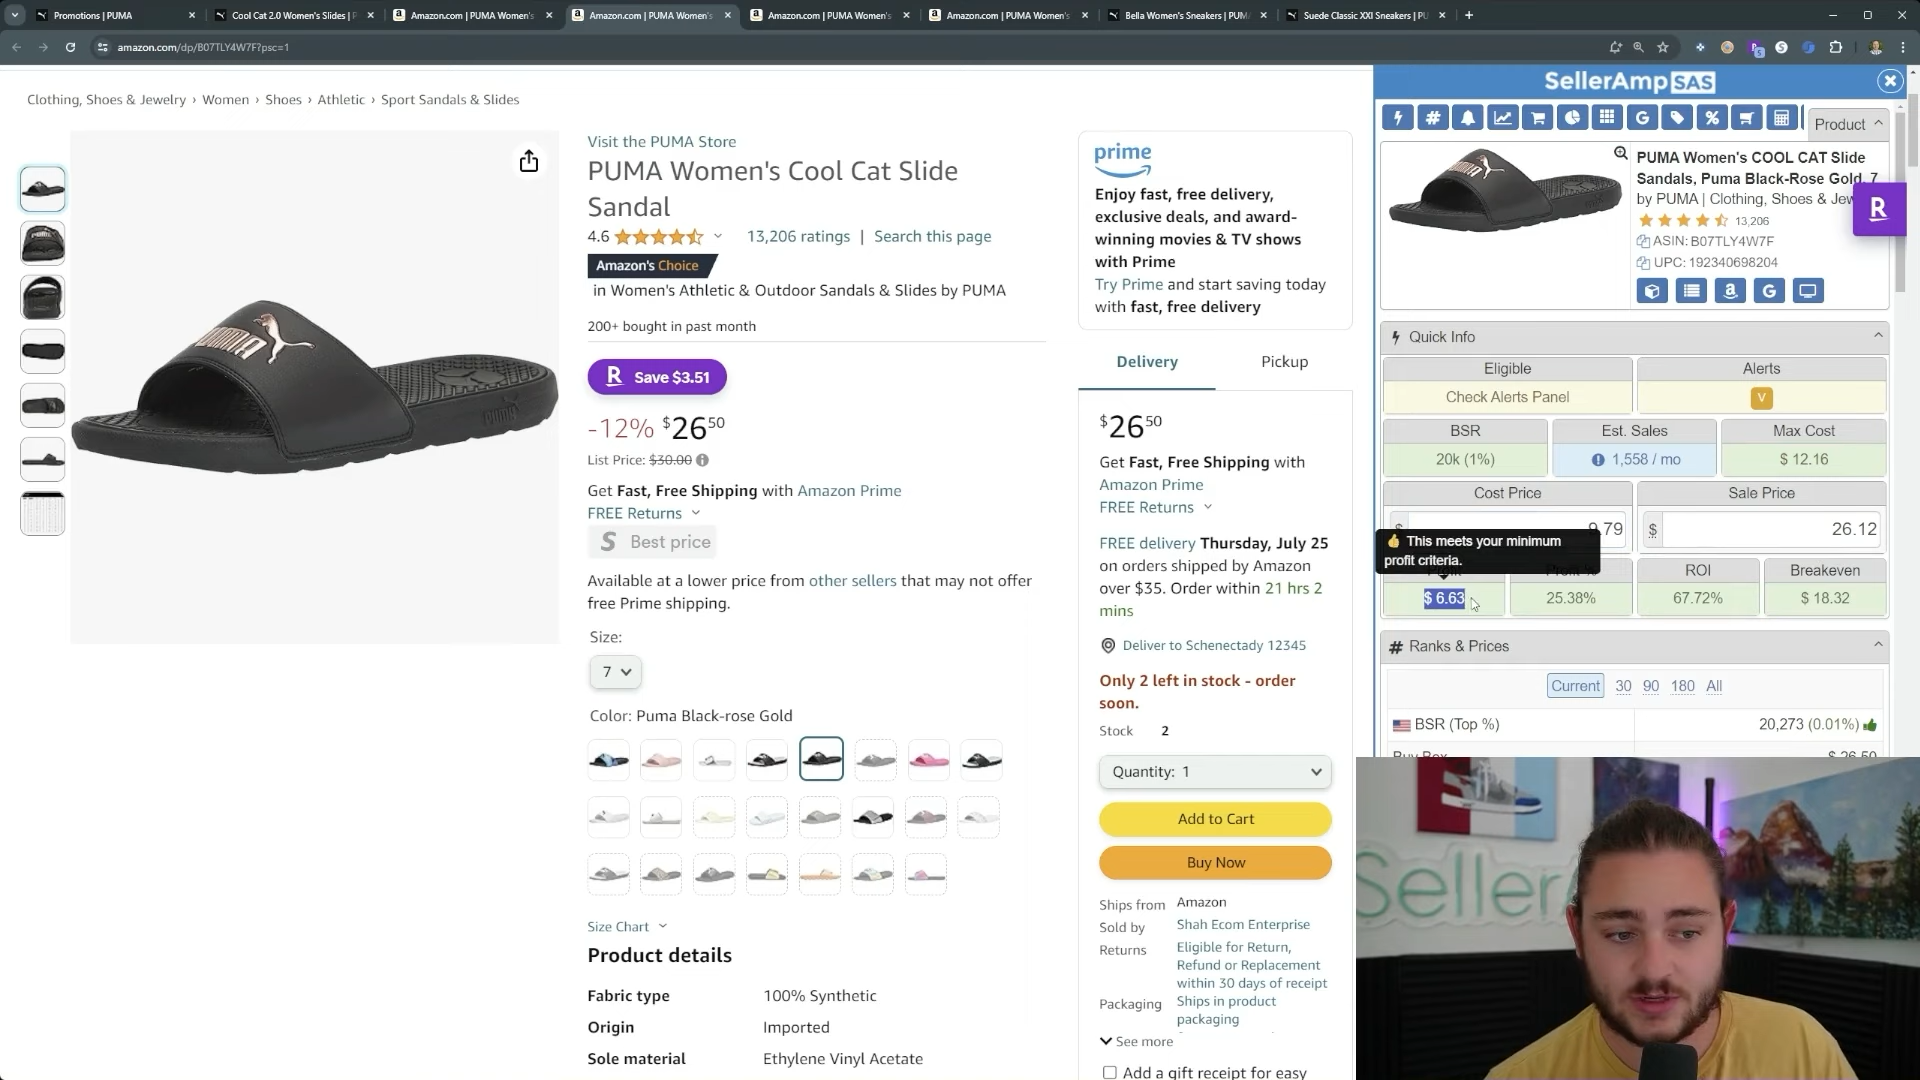 Promotions | PUMA
Cool Cat 2.0 Women's Slides | P
Amazon.com | PUMA Women's
Amazon.com | PUMA Women's
Amazon.com | PUMA Women's
Amazon.com | PUMA Women's
Bella Women's Sneakers | PUM
Suede Classic XXI Sneakers | PU
amazon.com/dp/B07TLY4W7F?psc=1
Clothing, Shoes & Jewelry › Women › Shoes › Athletic › Sport Sandals & Slides
Visit the PUMA Store
PUMA Women's Cool Cat Slide
Sandal
4.6
13,206 ratings | Search this page
Amazon's Choice
in Women's Athletic & Outdoor Sandals & Slides by PUMA
200+ bought in past month
R Save $3.51
-12% $2650
List Price: $30.00
Get Fast, Free Shipping with Amazon Prime
FREE Returns
S Best price
Available at a lower price from other sellers that may not offer
free Prime shipping.
Size:
7
Color: Puma Black-rose Gold
Size Chart
Product details
Fabric type 100% Synthetic
Origin Imported
Sole material Ethylene Vinyl Acetate
prime
Enjoy fast, free delivery,
exclusive deals, and award-
winning movies & TV shows
with Prime
Try Prime and start saving today
with fast, free delivery
Delivery Pickup
$2650
Get Fast, Free Shipping with
Amazon Prime
FREE Returns
FREE delivery Thursday, July 25
on orders shipped by Amazon
over $35. Order within 21 hrs 2
mins
Deliver to Schenectady 12345
Only 2 left in stock - order
soon.
Stock 2
Quantity: 1
Add to Cart
Buy Now
Ships from Amazon
Sold by Shah Ecom Enterprise
Returns Eligible for Return,
Refund or Replacement
within 30 days of receipt
Packaging Ships in product
packaging
See more
Add a gift receipt for easy
SellerAmp SAS
Product
PUMA Women's COOL CAT Slide
Sandals, Puma Black-Rose Gold, 7
by PUMA | Clothing, Shoes & Jew
13,206
ASIN: B07TLY4W7F
UPC: 192340698204
R
Quick Info
Eligible Alerts
Check Alerts Panel V
BSR Est. Sales Max Cost
20k (1%) 1,558 / mo $ 12.16
Cost Price Sale Price
9.79 $ 26.12
This meets your minimum
profit criteria.
ROI Breakeven
$ 6.63 25.38% 67.72% $ 18.32
Ranks & Prices
Current 30 90 180 All
BSR (Top %) 20,273 (0.01%)
Buy Box $ 26.50
PUMA
Seller